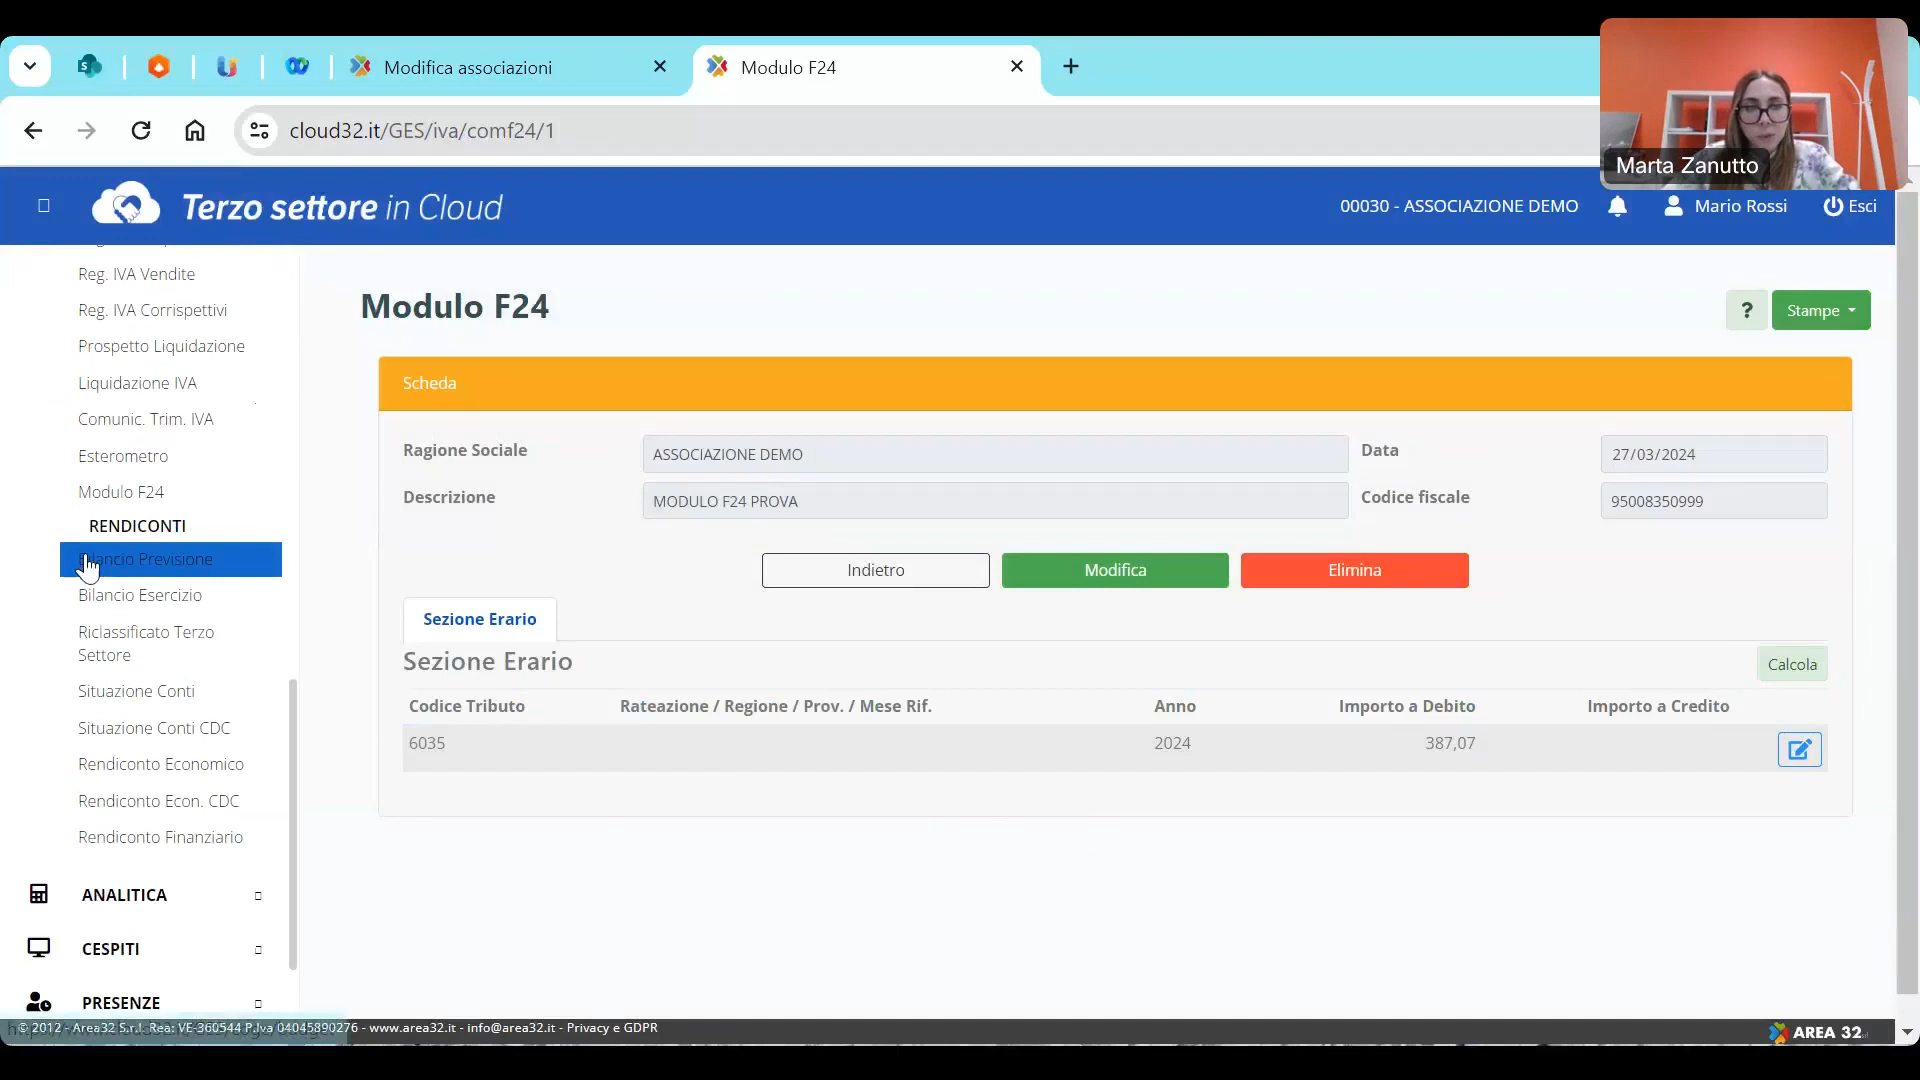 Modifica associazioni
Modulo F24
cloud32.it/GES/iva/comf24/1
Marta Zanutto
Terzo settore in Cloud
00030 - ASSOCIAZIONE DEMO
Mario Rossi
Esci
Reg. IVA Vendite
Reg. IVA Corrispettivi
Prospetto Liquidazione
Liquidazione IVA
Comunic. Trim. IVA
Esterometro
Modulo F24
RENDICONTI
Bilancio Previsione
Bilancio Esercizio
Riclassificato Terzo
Settore
Situazione Conti
Situazione Conti CDC
Rendiconto Economico
Rendiconto Econ. CDC
Rendiconto Finanziario
ANALITICA
CESPITI
PRESENZE
Modulo F24
?
Stampe
Scheda
Ragione Sociale
ASSOCIAZIONE DEMO
Data
27/03/2024
Descrizione
MODULO F24 PROVA
Codice fiscale
95008350999
Indietro
Modifica
Elimina
Sezione Erario
Sezione Erario
Calcola
Codice Tributo Rateazione / Regione / Prov. / Mese Rif. Anno Importo a Debito Importo a Credito
6035 2024 387,07
© 2012 - Area32 S.r.l. Rea: VE-360544 P.Iva 04045890276 - www.area32.it - info@area32.it - Privacy e GDPR
AREA 32